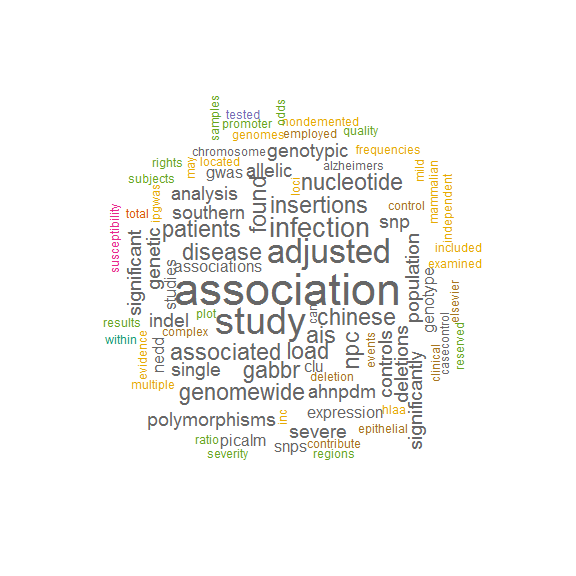 samples
tested
odds
promoter
nondemented
genomes
employed
quality
chromosome
genotypic
frequencies
rights
may
located
gwas
allelic
alzheimers
mild
mammalian
subjects
loci
nucleotide
independent
ipgwas
analysis
found
insertions
control
susceptibility
total
southern
infection
snp
patients
significant
genetic
disease
adjusted
population
included
studies
associations
examined
association
genotype
elsevier
results
plot
study
can
chinese
casecontrol
reserved
within
indel
complex
ais
events
evidence
nedd
associated
load
npc
controls
clinical
multiple
single
gabbr
clu
deletions
deletion
significantly
genomewide
ahnpdm
polymorphisms
inc
expression
hlaa
severe
epithelial
ratio
picalm
snps
contribute
severity
regions